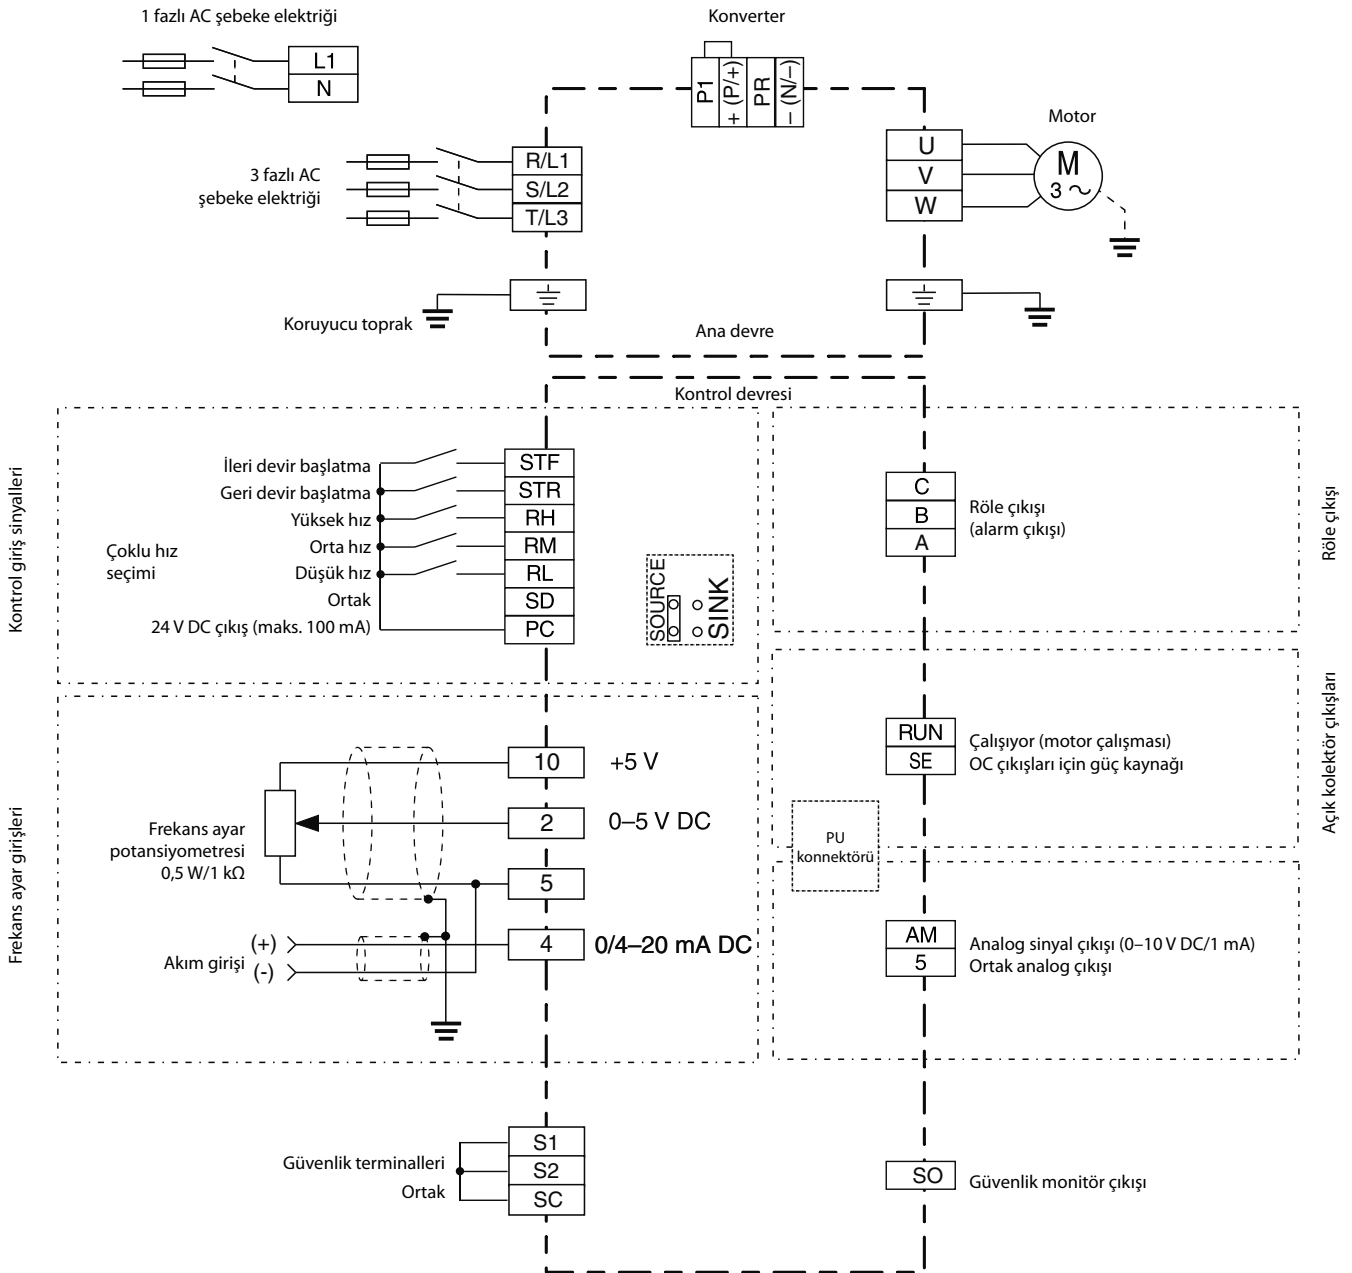 1 fazlı AC şebeke elektriği
L1
N
Konverter
P1
+ (P/+)
PR
– (N/–)
Motor
M
3 ~
3 fazlı AC
şebeke elektriği
R/L1
S/L2
T/L3
U
V
W
Koruyucu toprak
Ana devre
Kontrol devresi
Kontrol giriş sinyalleri
İleri devir başlatma
STF
Geri devir başlatma
STR
Çoklu hız
seçimi
Yüksek hız
RH
Orta hız
RM
Düşük hız
RL
Ortak
SD
24 V DC çıkış (maks. 100 mA)
PC
SOURCE
SINK
C
B
A
Röle çıkışı
(alarm çıkışı)
Röle çıkışı
Frekans ayar girişleri
Frekans ayar
potansiyometresi
0,5 W/1 kΩ
10
+5 V
2
0–5 V DC
5
4
0/4–20 mA DC
(+)
Akım girişi
(-)
RUN
SE
Çalışıyor (motor çalışması)
OC çıkışları için güç kaynağı
Açık kolektör çıkışları
PU
konnektörü
AM
5
Analog sinyal çıkışı (0–10 V DC/1 mA)
Ortak analog çıkışı
Güvenlik terminalleri
Ortak
S1
S2
SC
SO
Güvenlik monitör çıkışı